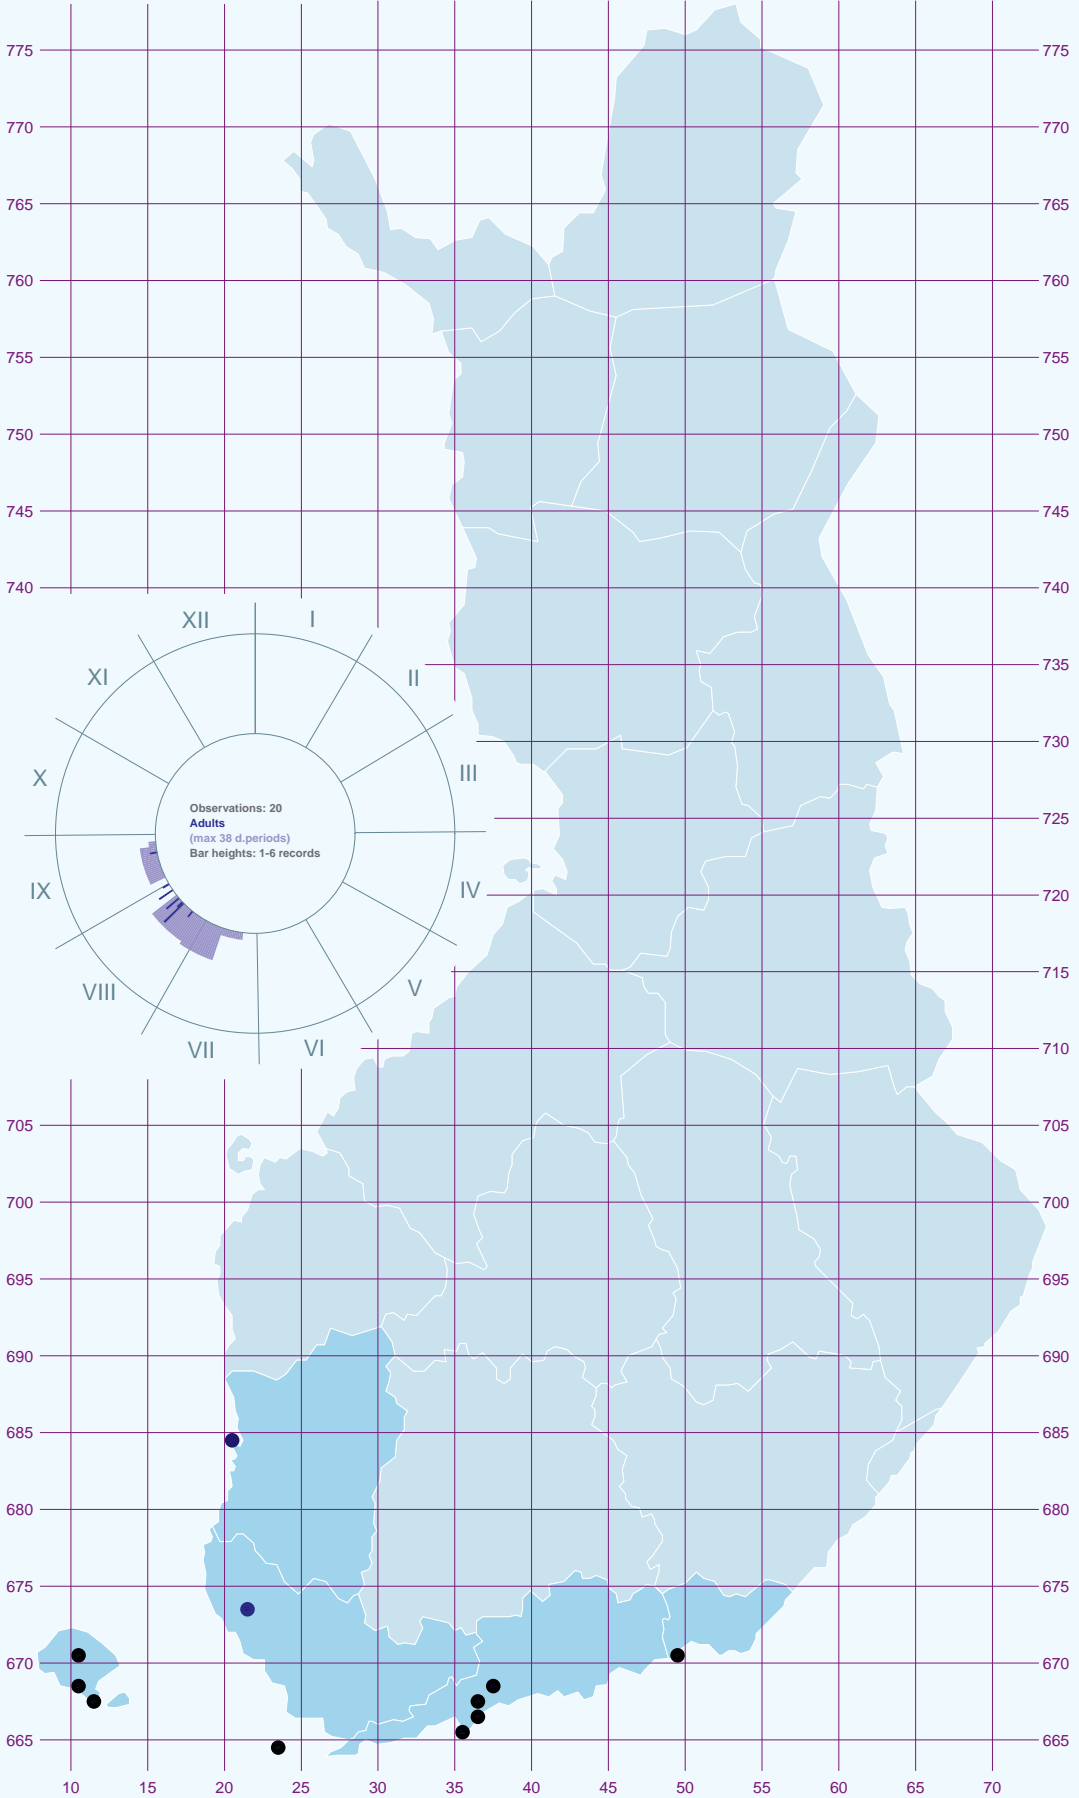 775 775
770 770
765 765
760 760
755 755
750 750
745 745
740 740
XII I
XI II
735
730
X III
725
Observations: 20
Adults
(max 38 d.periods)
Bar heights: 1-6 records
IX IV
720
VIII V
715
VII VI
710
705 705
700 700
695 695
690 690
685 685
680 680
675 675
670 670
665 665
10 15 20 25 30 35 40 45 50 55 60 65 70